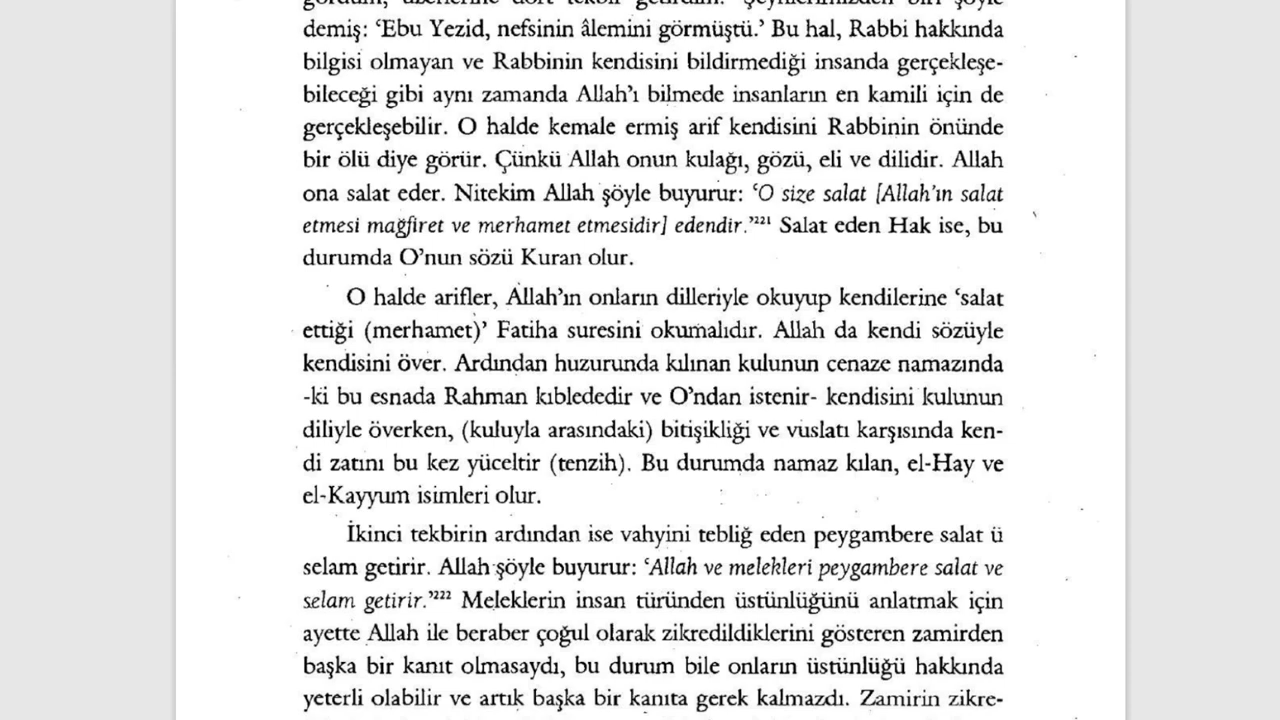 gördüm, üzerlerine dört tekbir getirdim.' Şeyhlerimizden biri şöyle
demiş: ‘Ebu Yezid, nefsinin âlemini görmüştü.’ Bu hal, Rabbi hakkında
bilgisi olmayan ve Rabbinin kendisini bildirmediği insanda gerçekleşe-
bileceği gibi aynı zamanda Allah’ı bilmede insanların en kamili için de
gerçekleşebilir. O halde kemale ermiş arif kendisini Rabbinin önünde
bir ölü diye görür. Çünkü Allah onun kulağı, gözü, eli ve dilidir. Allah
ona salat eder. Nitekim Allah şöyle buyurur: ‘O size salat [Allah’ın salat
etmesi mağfiret ve merhamet etmesidir] edendir.’²²¹ Salat eden Hak ise, bu
durumda O’nun sözü Kuran olur.
O halde arifler, Allah’ın onların dilleriyle okuyup kendilerine ‘salat
ettiği (merhamet)’ Fatiha suresini okumalıdır. Allah da kendi sözüyle
kendisini över. Ardından huzurunda kılınan kulunun cenaze namazında
-ki bu esnada Rahman kıblededir ve O’ndan istenir- kendisini kulunun
diliyle överken, (kuluyla arasındaki) bitişikliği ve vuslatı karşısında ken-
di zatını bu kez yüceltir (tenzih). Bu durumda namaz kılan, el-Hay ve
el-Kayyum isimleri olur.
İkinci tekbirin ardından ise vahyini tebliğ eden peygambere salat ü
selam getirir. Allah şöyle buyurur: ‘Allah ve melekleri peygambere salat ve
selam getirir.’²²² Meleklerin insan türünden üstünlüğünü anlatmak için
ayette Allah ile beraber çoğul olarak zikredildiklerini gösteren zamirden
başka bir kanıt olmasaydı, bu durum bile onların üstünlüğü hakkında
yeterli olabilir ve artık başka bir kanıta gerek kalmazdı. Zamirin zikre-